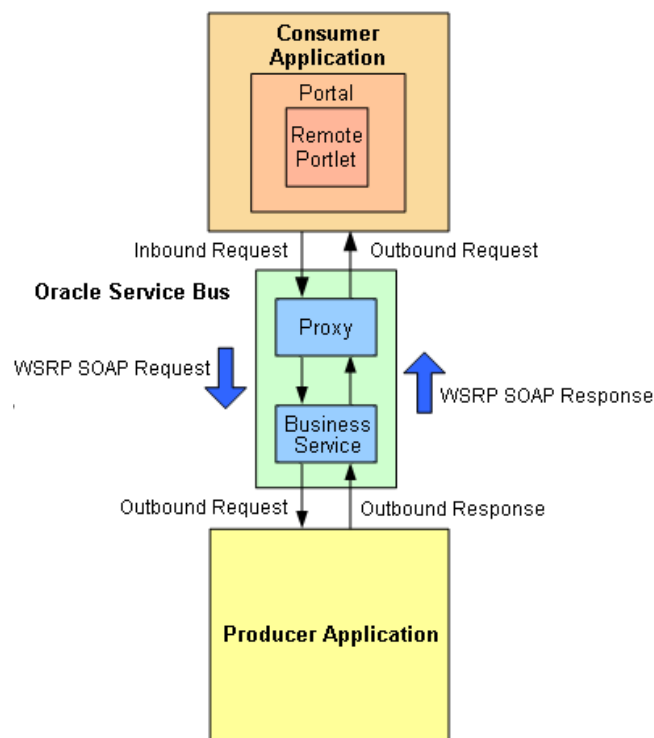 Consumer
Application
Portal
Remote
Portlet
Inbound Request
Outbound Request
Oracle Service Bus
Proxy
WSRP SOAP Request
WSRP SOAP Response
Business
Service
Outbound Request
Outbound Response
Producer Application